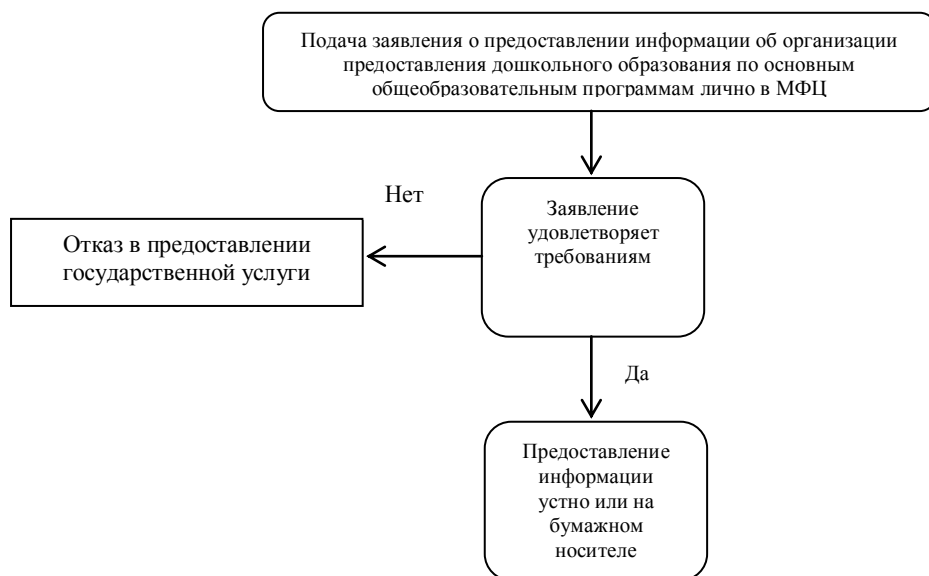 Подача заявления о предоставлении информации об организации
предоставления дошкольного образования по основным
общеобразовательным программам лично в МФЦ
Нет
Заявление
удовлетворяет
требованиям
Отказ в предоставлении
государственной услуги
Да
Предоставление
информации
устно или на
бумажном
носителе